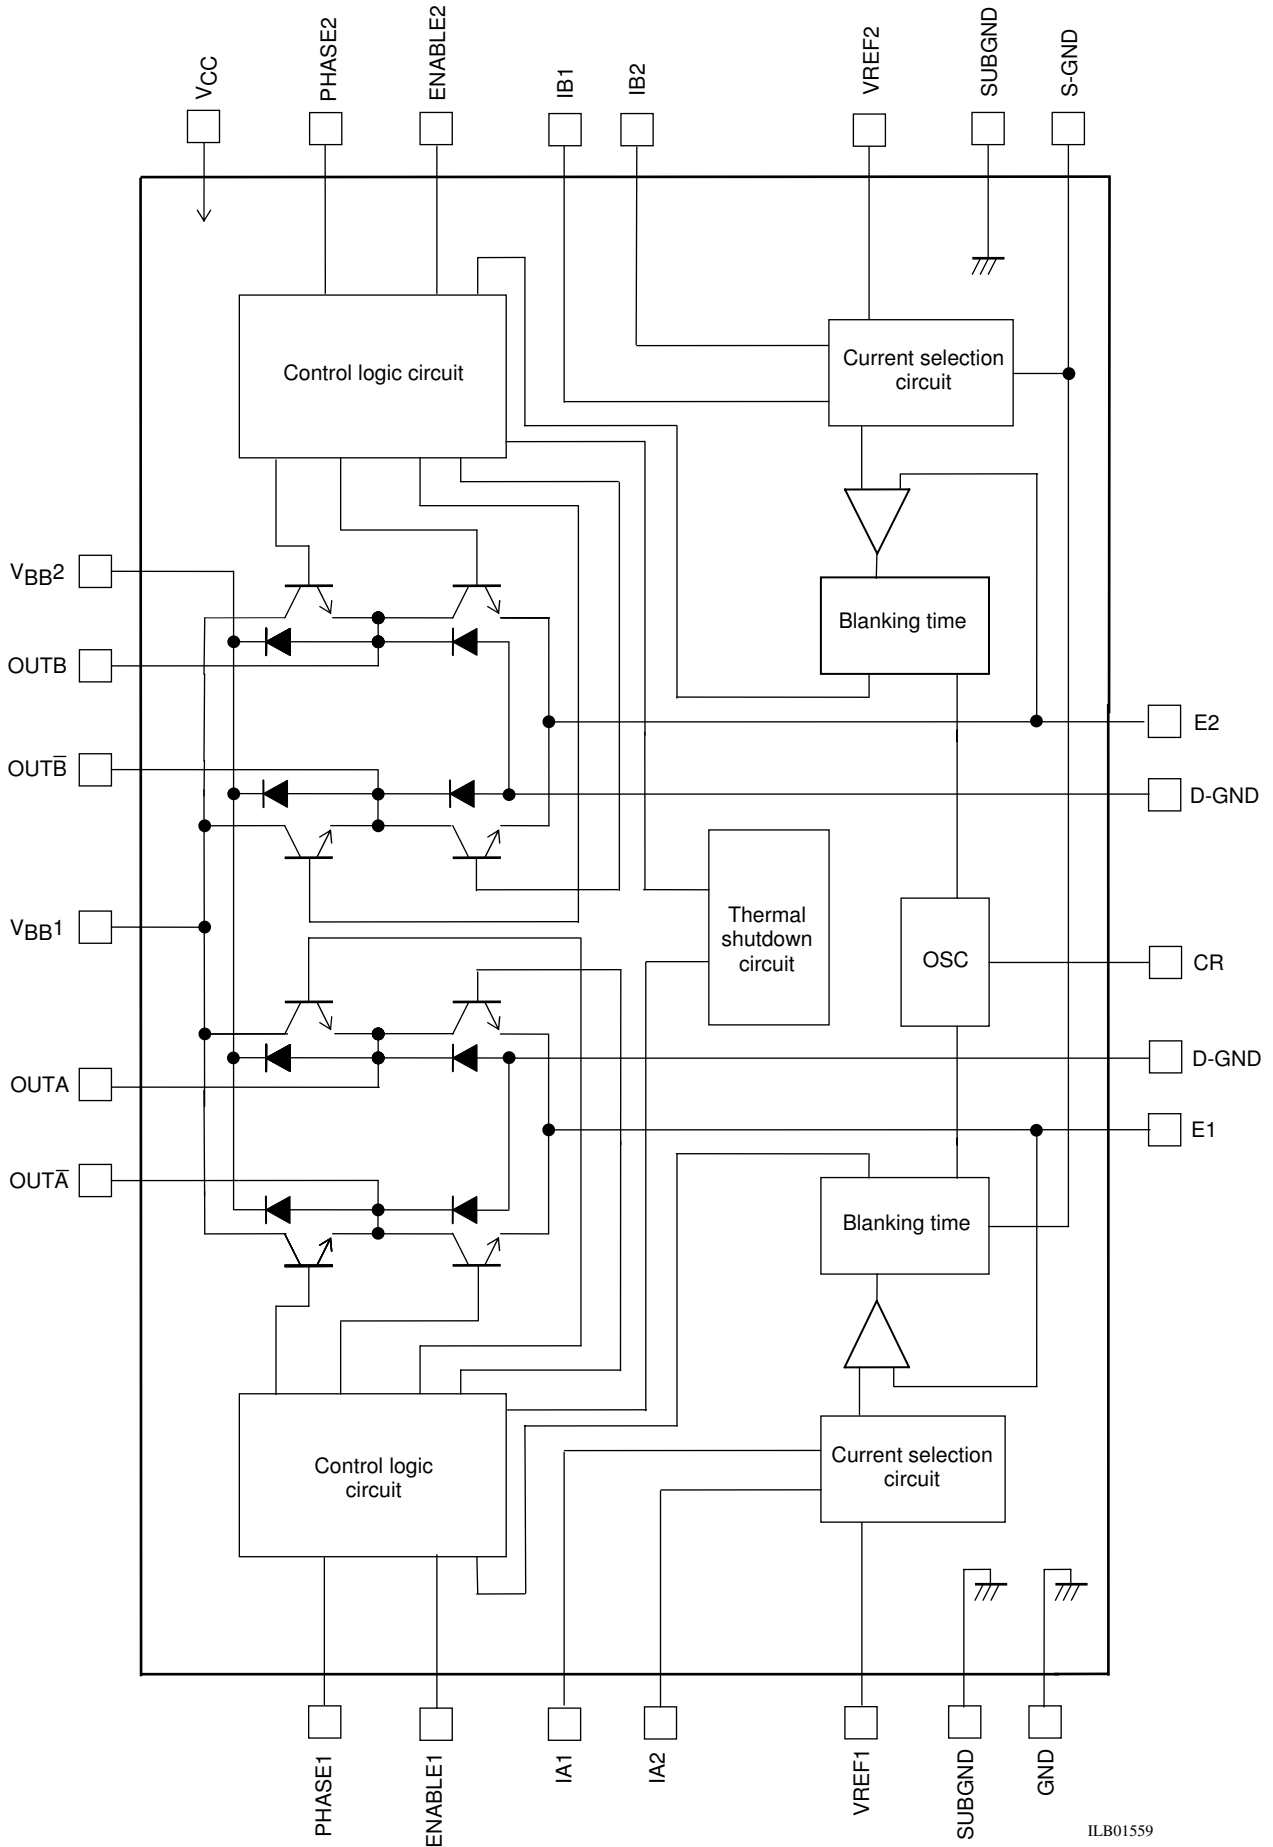 VCC
PHASE2
ENABLE2
IB1
IB2
VREF2
SUBGND
S-GND
Control logic circuit
Current selection
circuit
VBB2
Blanking time
OUTB
E2
OUTB̅
D-GND
VBB1
Thermal
shutdown
circuit
OSC
CR
OUTA
D-GND
E1
OUTA̅
Blanking time
Control logic
circuit
Current selection
circuit
PHASE1
ENABLE1
IA1
IA2
VREF1
SUBGND
GND
ILB01559